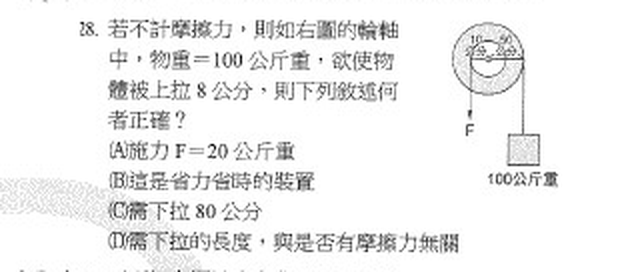 28. 若不計摩擦力，則如右圖的輪軸
中，物重=100 公斤重，欲使物
體被上拉 8 公分，則下列敘述何
者正確？
(A)施力 F=20 公斤重
(B)這是省力省時的裝置
(C)需下拉 80 公分
(D)需下拉的長度，與是否有摩擦力無關
F
100公斤重